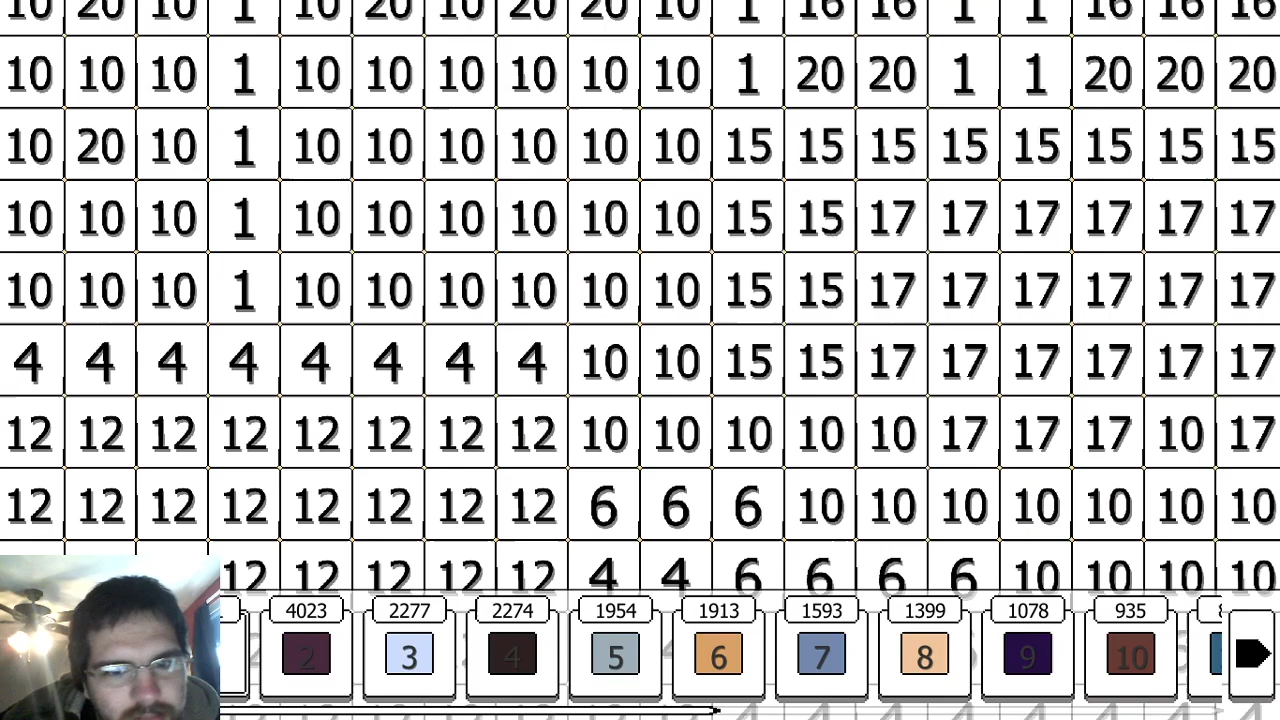 10 20 10 1 10 20 10 20 20 10 1 16 16 1 1 16 16 16
10 10 10 1 10 10 10 10 10 10 1 20 20 1 1 20 20 20
10 20 10 1 10 10 10 10 10 10 15 15 15 15 15 15 15 15
10 10 10 1 10 10 10 10 10 10 15 15 17 17 17 17 17 17
10 10 10 1 10 10 10 10 10 10 15 15 17 17 17 17 17 17
4 4 4 4 4 4 4 4 10 10 15 15 17 17 17 17 17 17
12 12 12 12 12 12 12 12 10 10 10 10 10 17 17 17 10 17
12 12 12 12 12 12 12 12 6 6 6 10 10 10 10 10 10 10
12 12 12 12 12 4 4 6 6 6 6 10 10 10 10
4023 2277 2274 1954 1913 1593 1399 1078 935
2 3 4 5 6 7 8 9 10